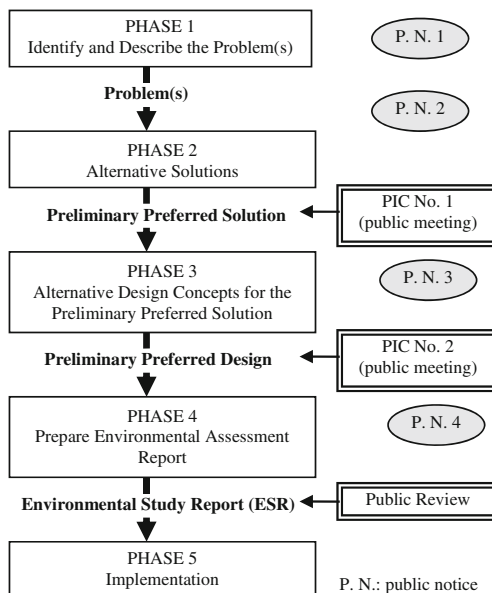 PHASE 1
Identify and Describe the Problem(s)
P. N. 1
Problem(s)
P. N. 2
PHASE 2
Alternative Solutions
Preliminary Preferred Solution
PIC No. 1
(public meeting)
PHASE 3
Alternative Design Concepts for the
Preliminary Preferred Solution
P. N. 3
Preliminary Preferred Design
PIC No. 2
(public meeting)
PHASE 4
Prepare Environmental Assessment
Report
P. N. 4
Environmental Study Report (ESR)
Public Review
PHASE 5
Implementation
P. N.: public notice